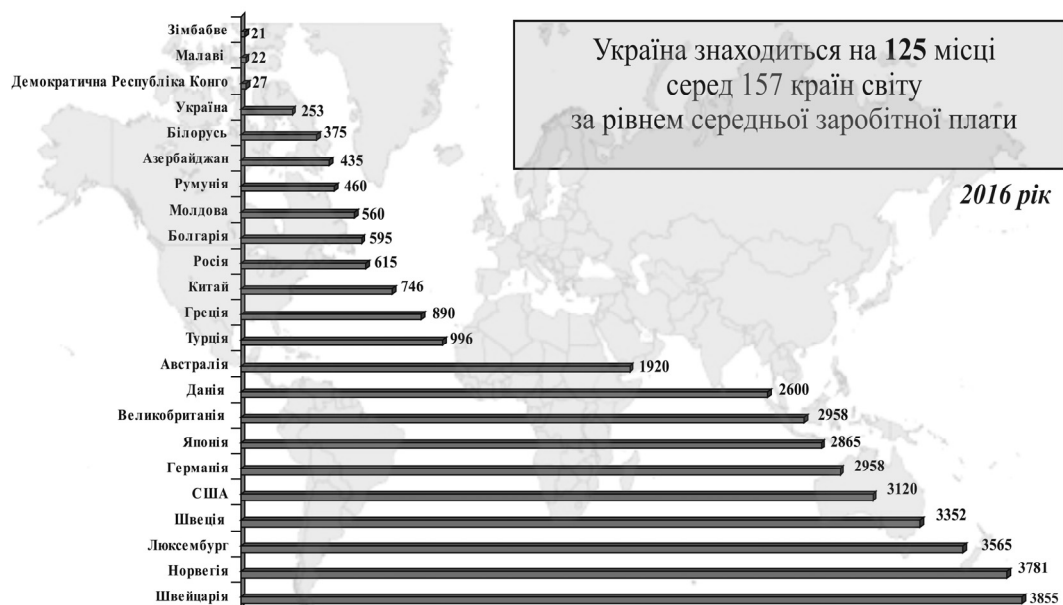 Зімбабве 21
Малаві 22
Демократична Республіка Конго 27
Україна 253
Білорусь 375
Азербайджан 435
Румунія 460
Молдова 560
Болгарія 595
Росія 615
Китай 746
Греція 890
Турція 996
Австралія 1920
Данія 2600
Великобританія 2958
Японія 2865
Германія 2958
США 3120
Швеція 3352
Люксембург 3565
Норвегія 3781
Швейцарія 3855
Україна знаходиться на 125 місці
серед 157 країн світу
за рівнем середньої заробітної плати
2016 рік